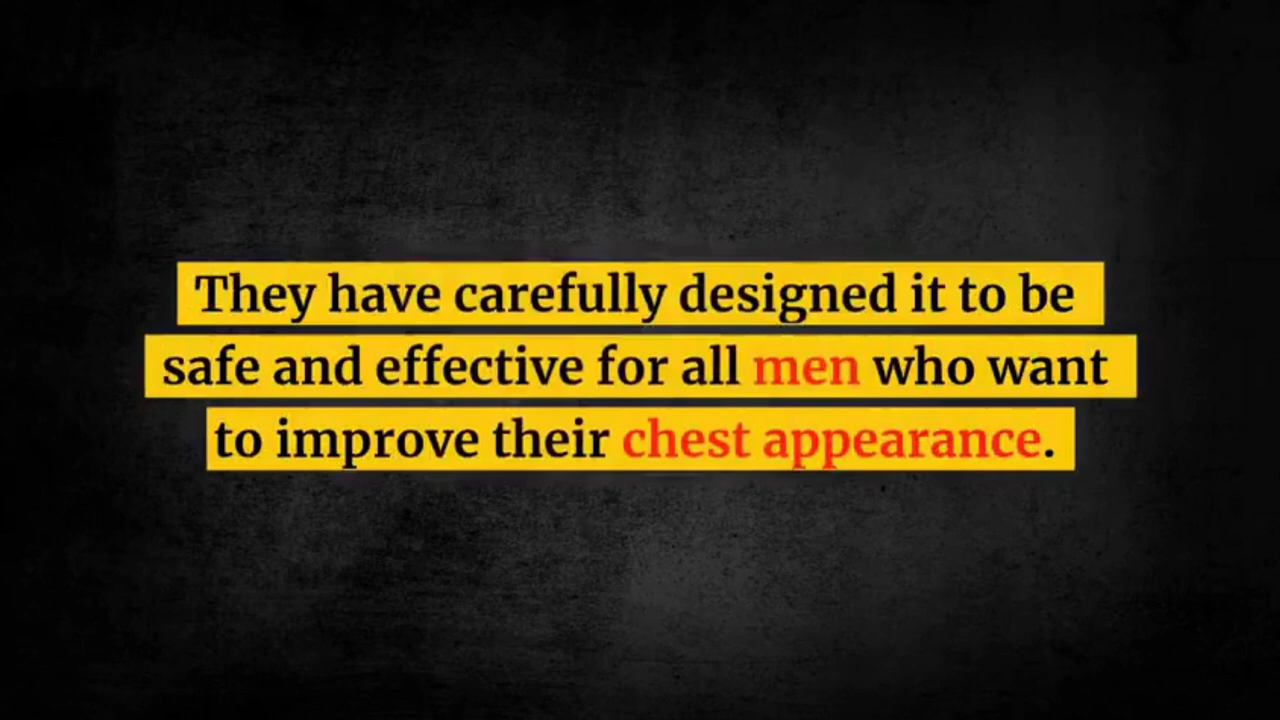 They have carefully designed it to be
safe and effective for all men who want
to improve their chest appearance.